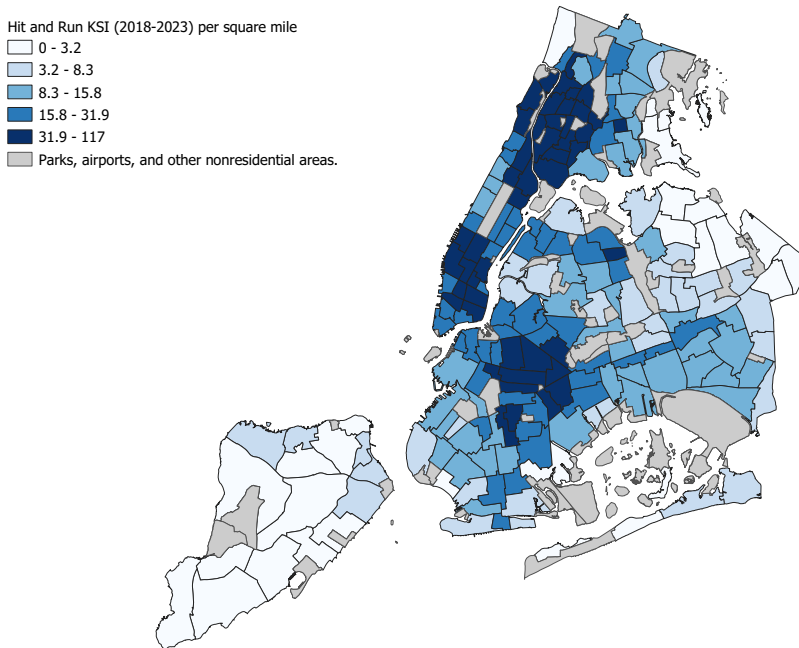 Hit and Run KSI (2018-2023) per square mile
0 - 3.2
3.2 - 8.3
8.3 - 15.8
15.8 - 31.9
31.9 - 117
Parks, airports, and other nonresidential areas.